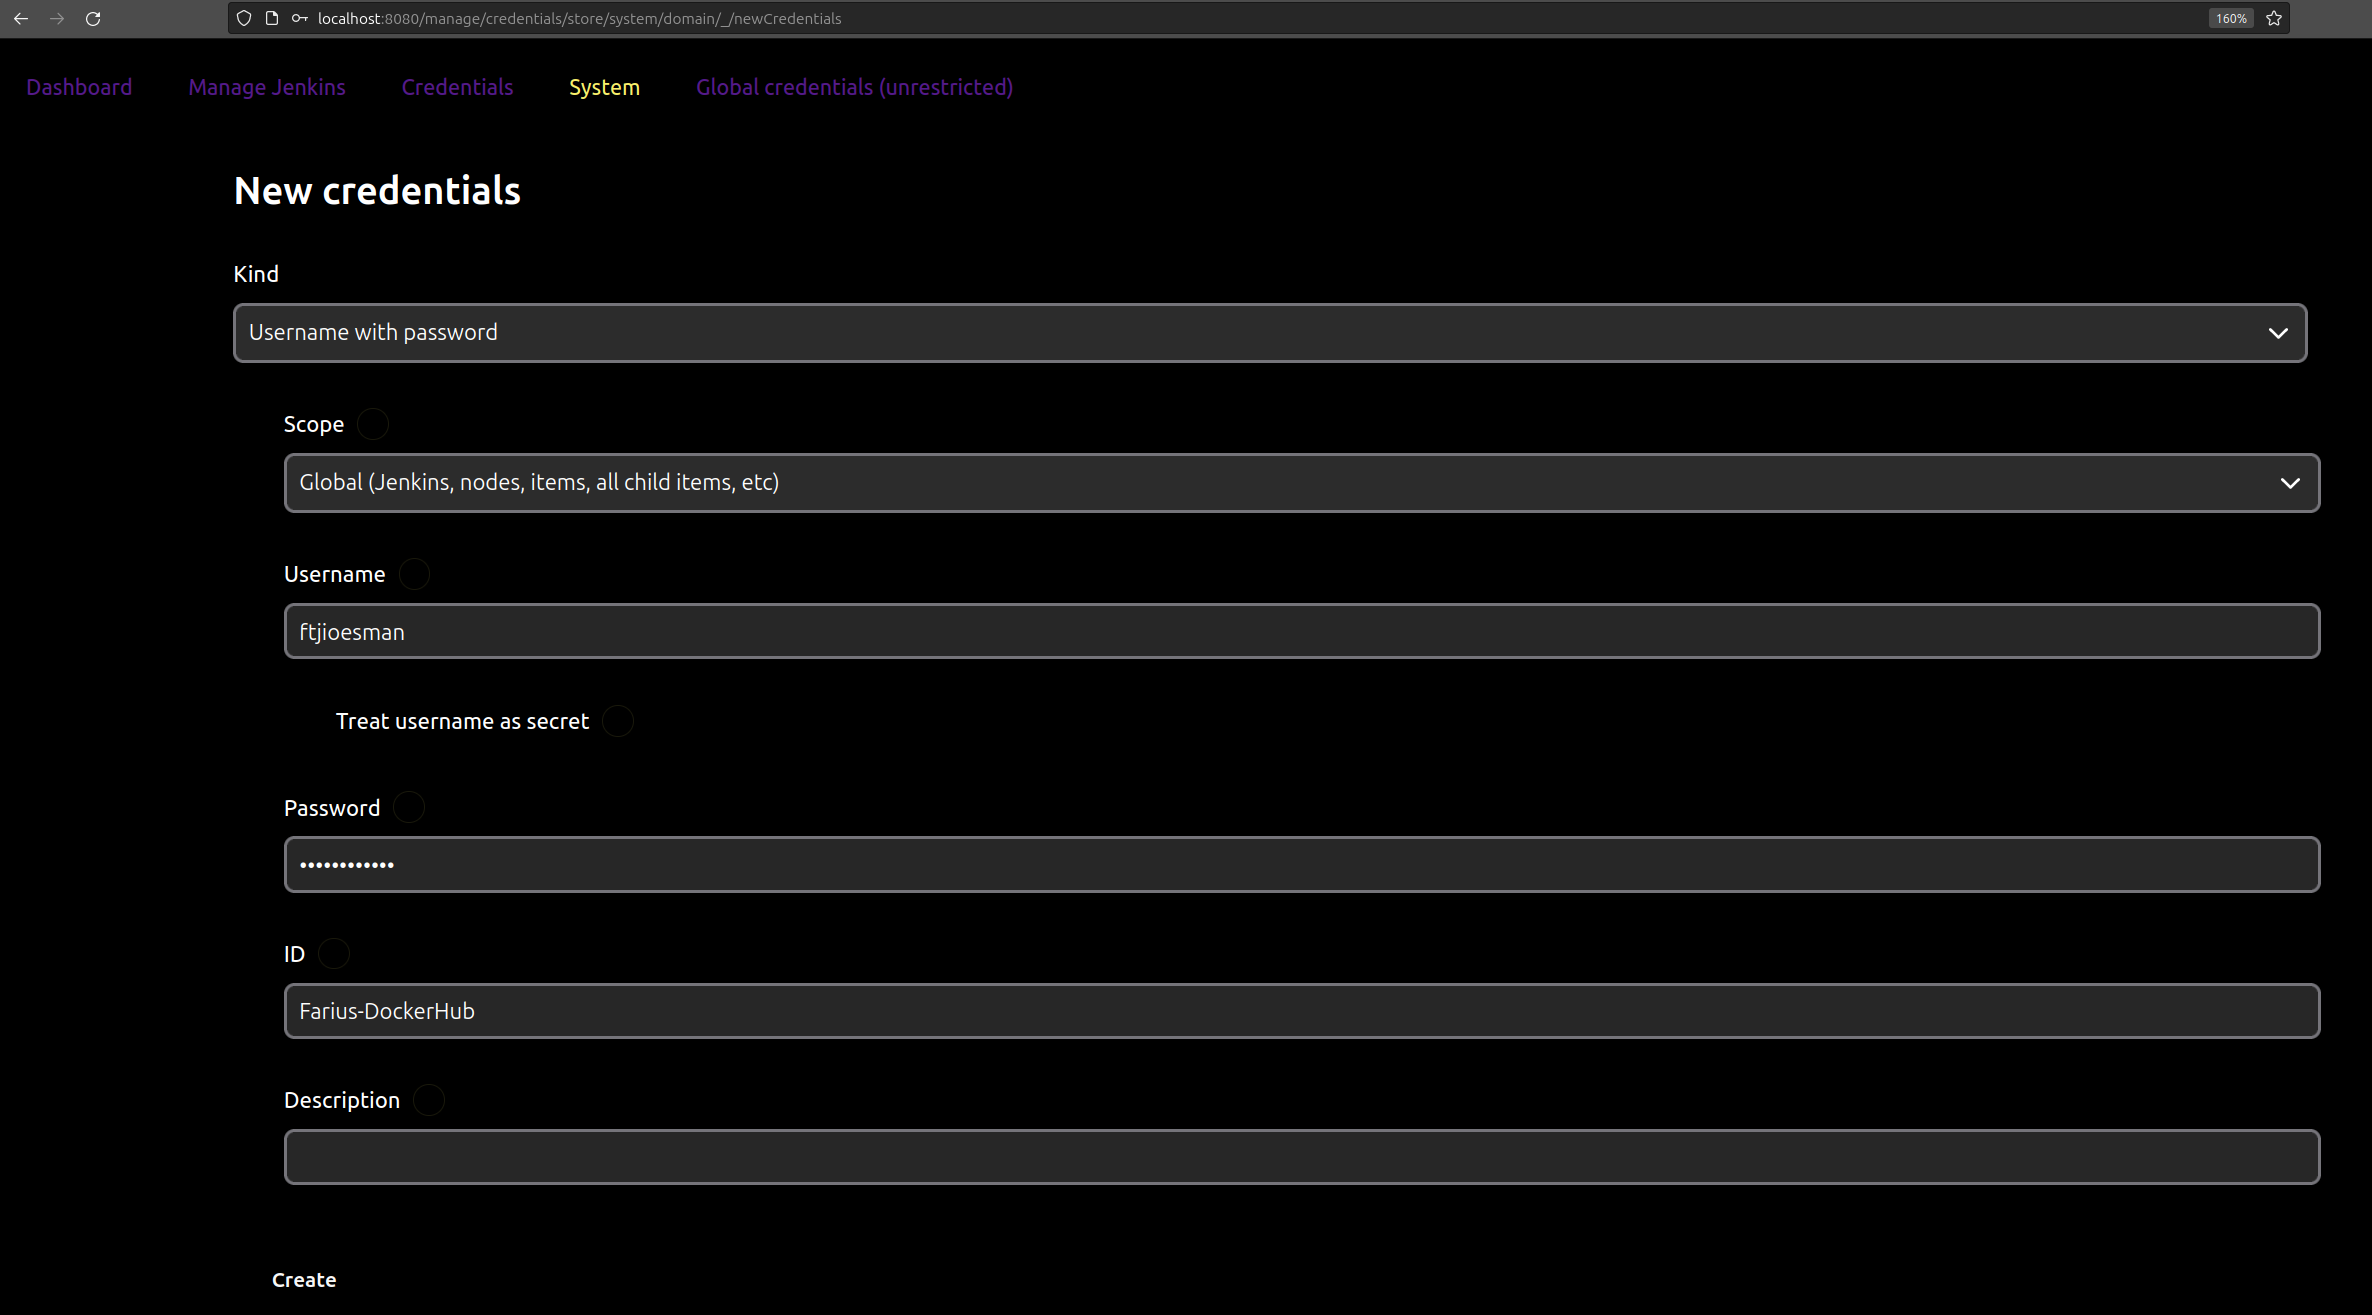 localhost:8080/manage/credentials/store/system/domain/_/newCredentials 160%
Dashboard Manage Jenkins Credentials System Global credentials (unrestricted)
New credentials
Kind
Username with password
Scope
Global (Jenkins, nodes, items, all child items, etc)
Username
ftjioesman
Treat username as secret
Password
••••••••••••
ID
Farius-DockerHub
Description
Create